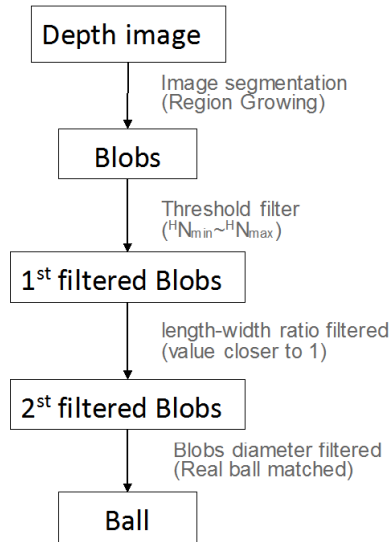 Depth image
Image segmentation
(Region Growing)
Blobs
Threshold filter
(ᴴNmin~ᴴNmax)
1st filtered Blobs
length-width ratio filtered
(value closer to 1)
2st filtered Blobs
Blobs diameter filtered
(Real ball matched)
Ball